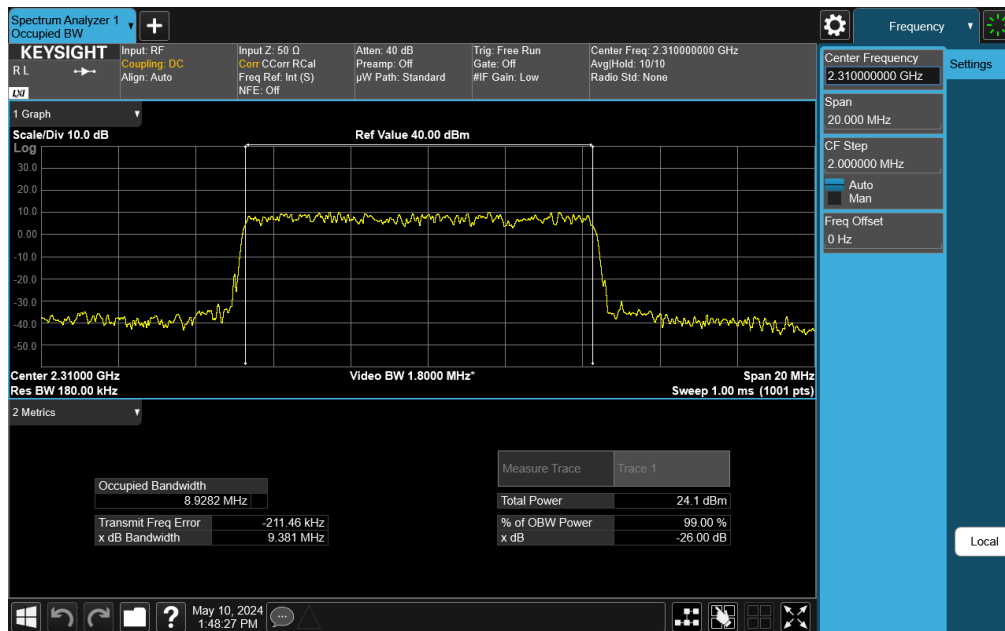 Spectrum Analyzer 1
Occupied BW
Frequency
KEYSIGHT
R L
LXI
Input: RF
Coupling: DC
Align: Auto
Input Z: 50 Ω
Corr CCorr RCal
Freq Ref: Int (S)
NFE: Off
Atten: 40 dB
Preamp: Off
µW Path: Standard
Trig: Free Run
Gate: Off
#IF Gain: Low
Center Freq: 2.310000000 GHz
Avg|Hold: 10/10
Radio Std: None
Center Frequency
2.310000000 GHz
Settings
Span
20.000 MHz
CF Step
2.000000 MHz
Auto
Man
Freq Offset
0 Hz
1 Graph
Scale/Div 10.0 dB
Ref Value 40.00 dBm
Log
30.0
20.0
10.0
0.00
-10.0
-20.0
-30.0
-40.0
-50.0
Center 2.31000 GHz
Video BW 1.8000 MHz*
Span 20 MHz
Res BW 180.00 kHz
Sweep 1.00 ms (1001 pts)
2 Metrics
Measure Trace
Trace 1
Occupied Bandwidth
8.9282 MHz
Total Power
24.1 dBm
Transmit Freq Error
-211.46 kHz
% of OBW Power
99.00 %
x dB Bandwidth
9.381 MHz
x dB
-26.00 dB
Local
?
May 10, 2024
1:48:27 PM